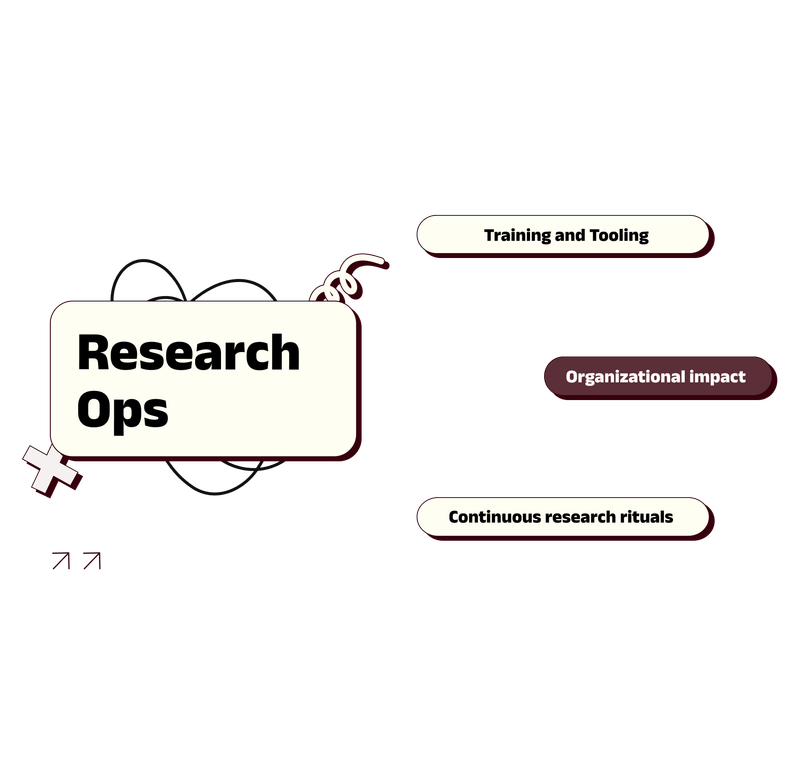 Research
Ops
Training and Tooling
Organizational impact
Continuous research rituals